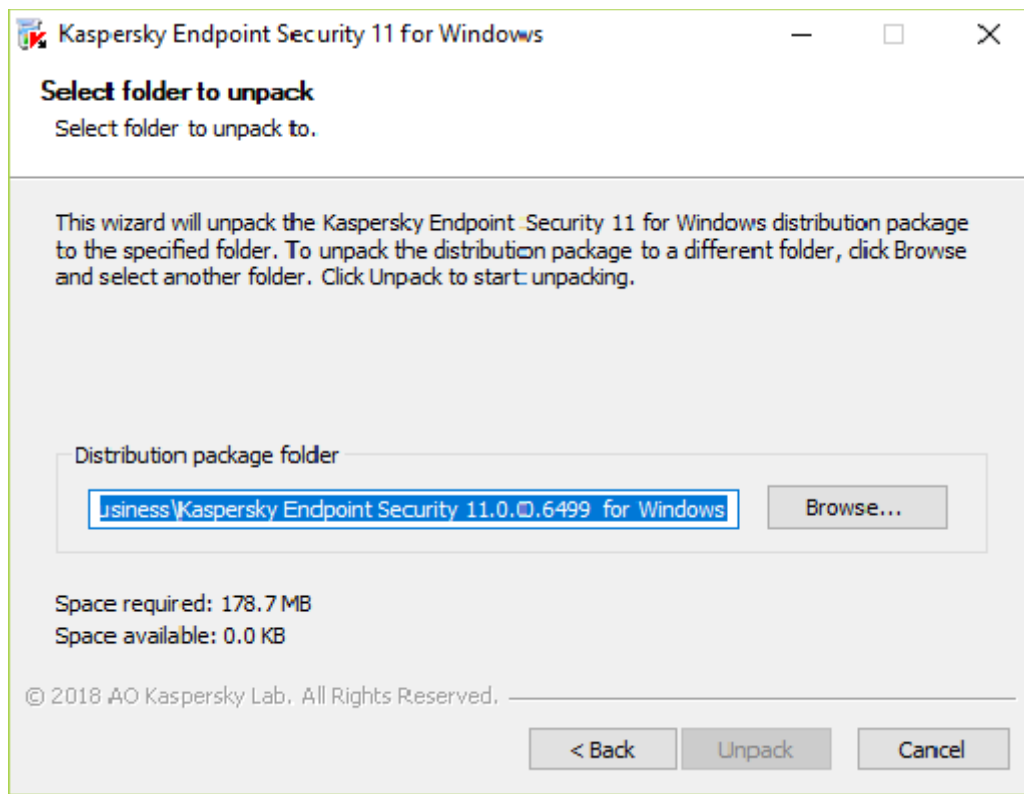 Kaspersky Endpoint Security 11 for Windows
Select folder to unpack
Select folder to unpack to.
This wizard will unpack the Kaspersky Endpoint Security 11 for Windows distribution package
to the specified folder. To unpack the distribution package to a different folder, click Browse
and select another folder. Click Unpack to start unpacking.
Distribution package folder
usiness\Kaspersky Endpoint Security 11.0.0.6499 for Windows
Browse...
Space required: 178.7 MB
Space available: 0.0 KB
© 2018 AO Kaspersky Lab. All Rights Reserved.
< Back
Unpack
Cancel